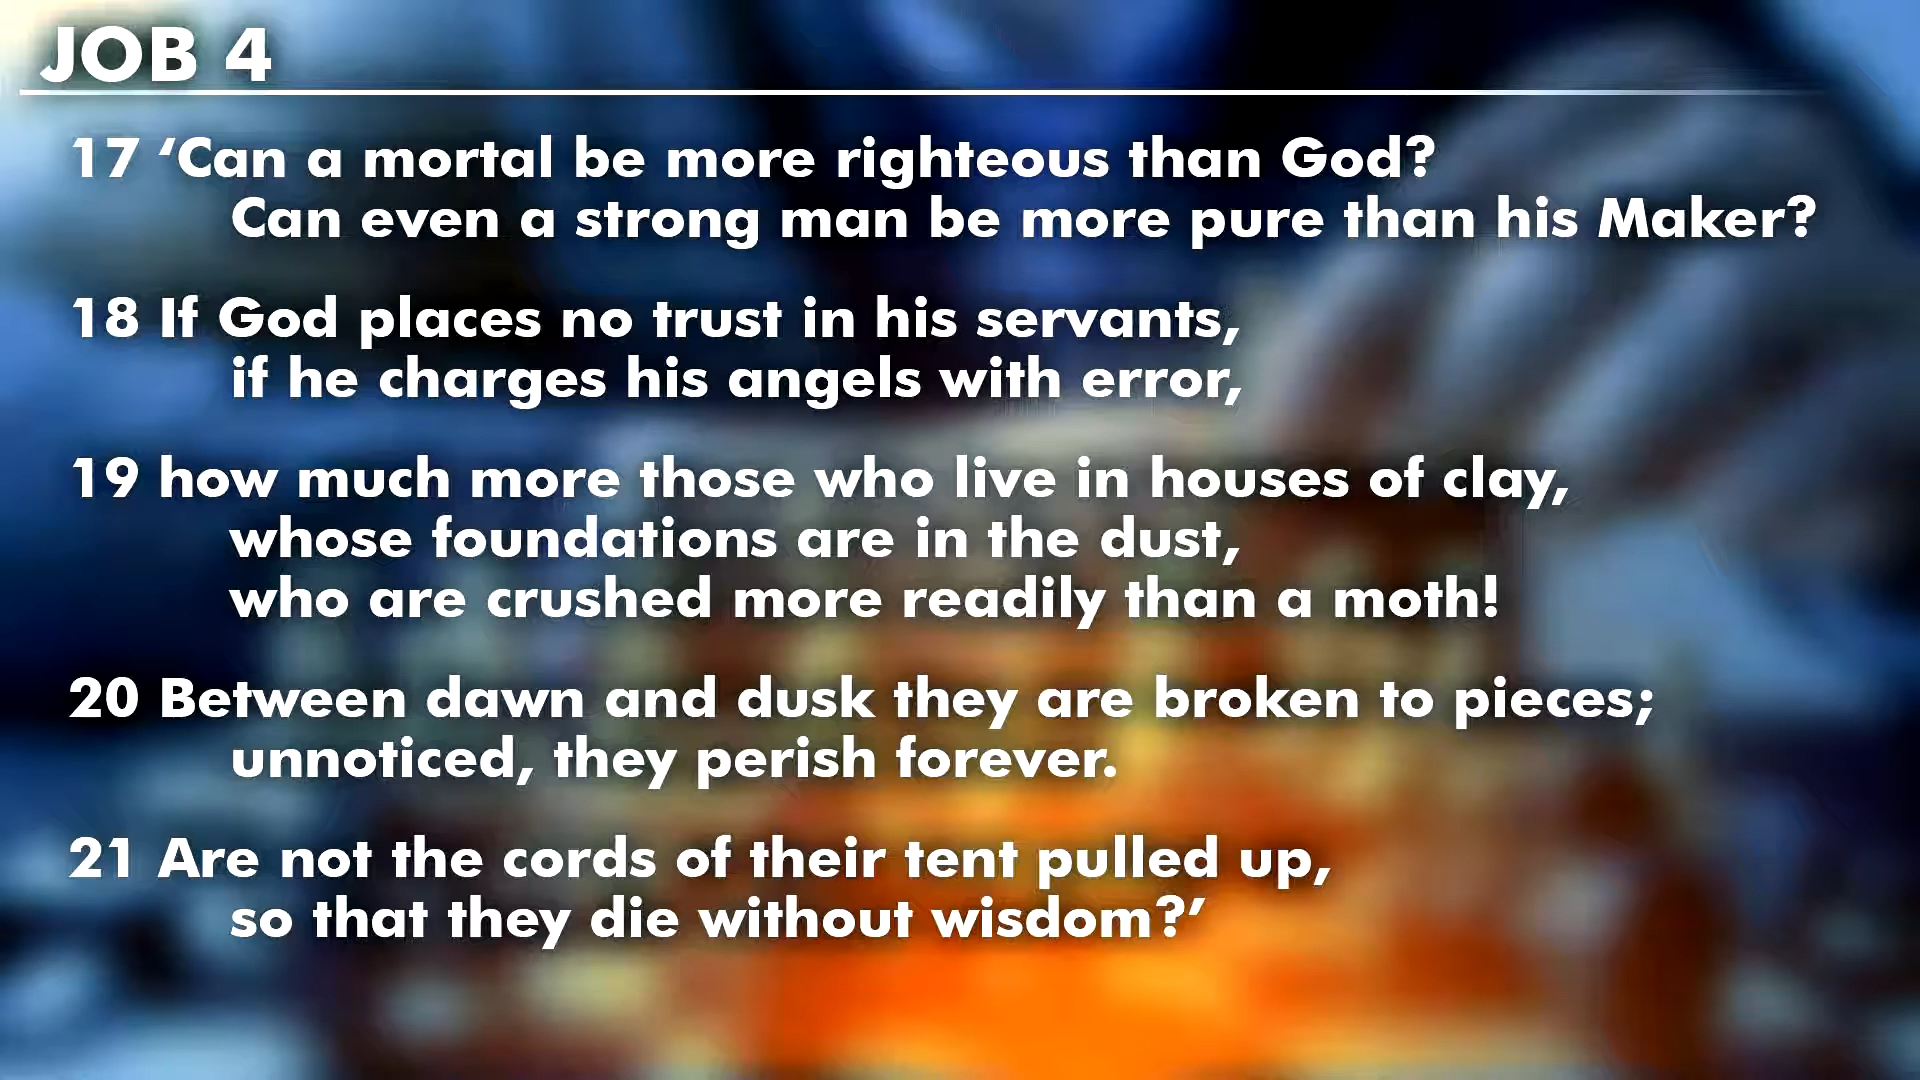 JOB 4
17 ‘Can a mortal be more righteous than God?
Can even a strong man be more pure than his Maker?
18 If God places no trust in his servants,
if he charges his angels with error,
19 how much more those who live in houses of clay,
whose foundations are in the dust,
who are crushed more readily than a moth!
20 Between dawn and dusk they are broken to pieces;
unnoticed, they perish forever.
21 Are not the cords of their tent pulled up,
so that they die without wisdom?’